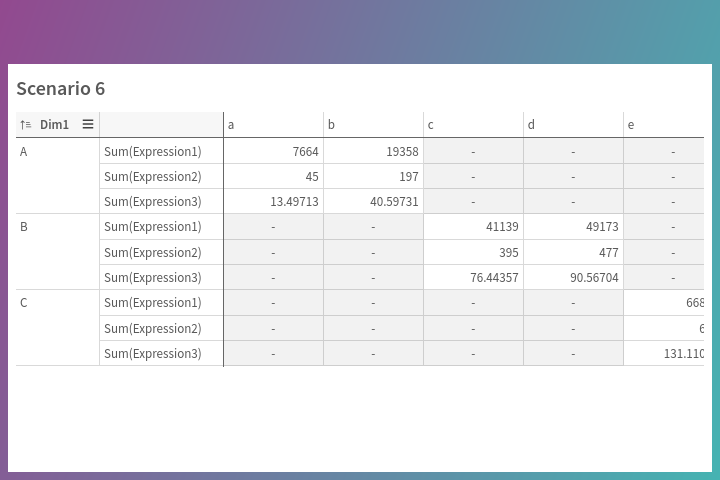 Scenario 6
Dim1 a b c d e
A Sum(Expression1) 7664 19358 - - -
Sum(Expression2) 45 197 - - -
Sum(Expression3) 13.49713 40.59731 - - -
B Sum(Expression1) - - 41139 49173 -
Sum(Expression2) - - 395 477 -
Sum(Expression3) - - 76.44357 90.56704 -
C Sum(Expression1) - - - - 668
Sum(Expression2) - - - -
Sum(Expression3) - - - - 131.110